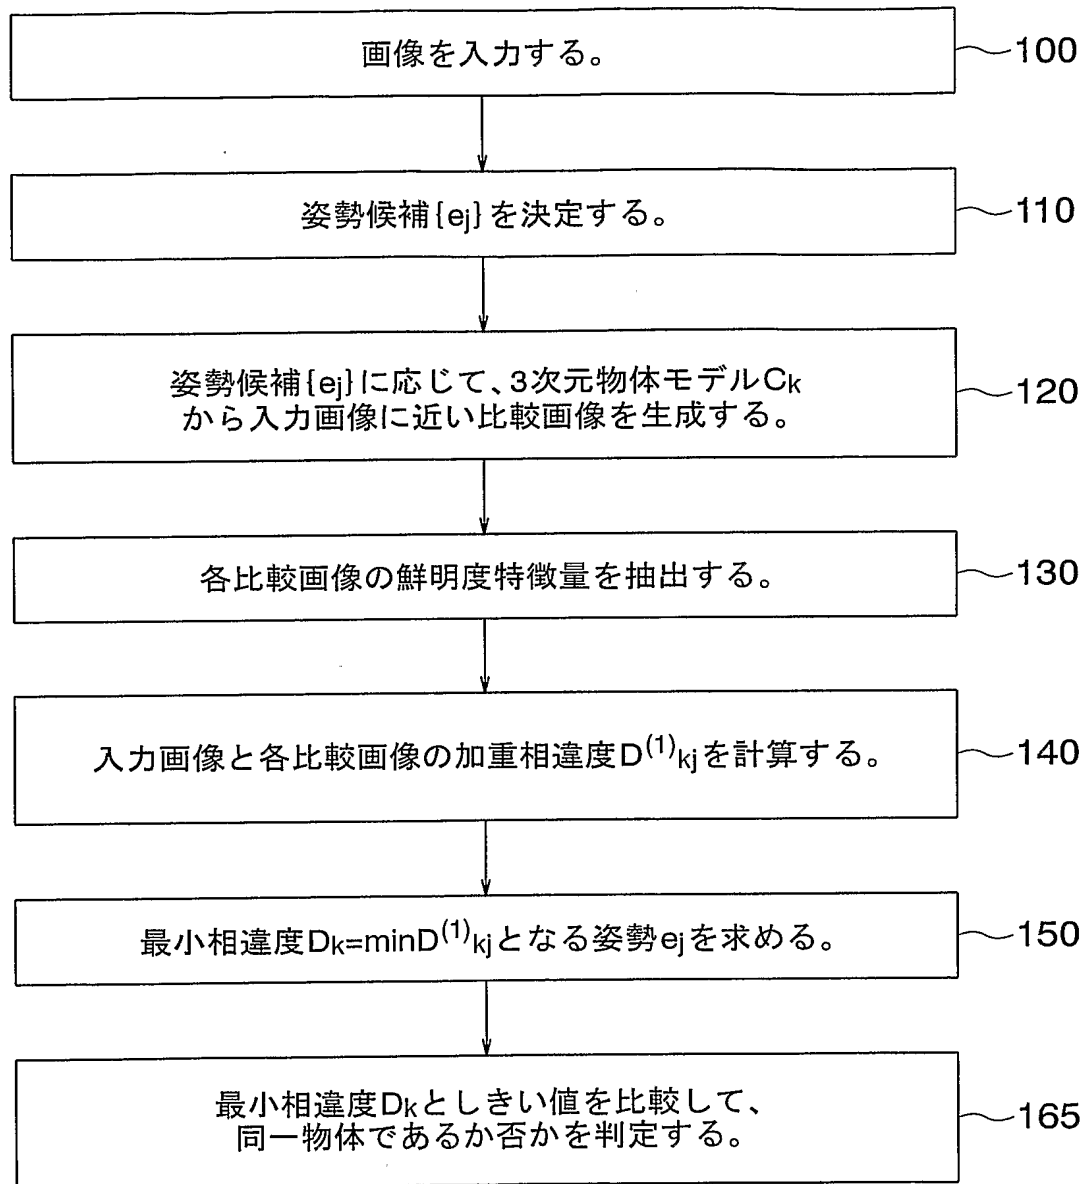 画像を入力する。
100
姿勢候補{ej}を決定する。
110
姿勢候補{ej}に応じて、3次元物体モデルCk
から入力画像に近い比較画像を生成する。
120
各比較画像の鮮明度特徴量を抽出する。
130
入力画像と各比較画像の加重相違度D(1)kjを計算する。
140
最小相違度Dk=minD(1)kjとなる姿勢ejを求める。
150
最小相違度Dkとしきい値を比較して、
同一物体であるか否かを判定する。
165